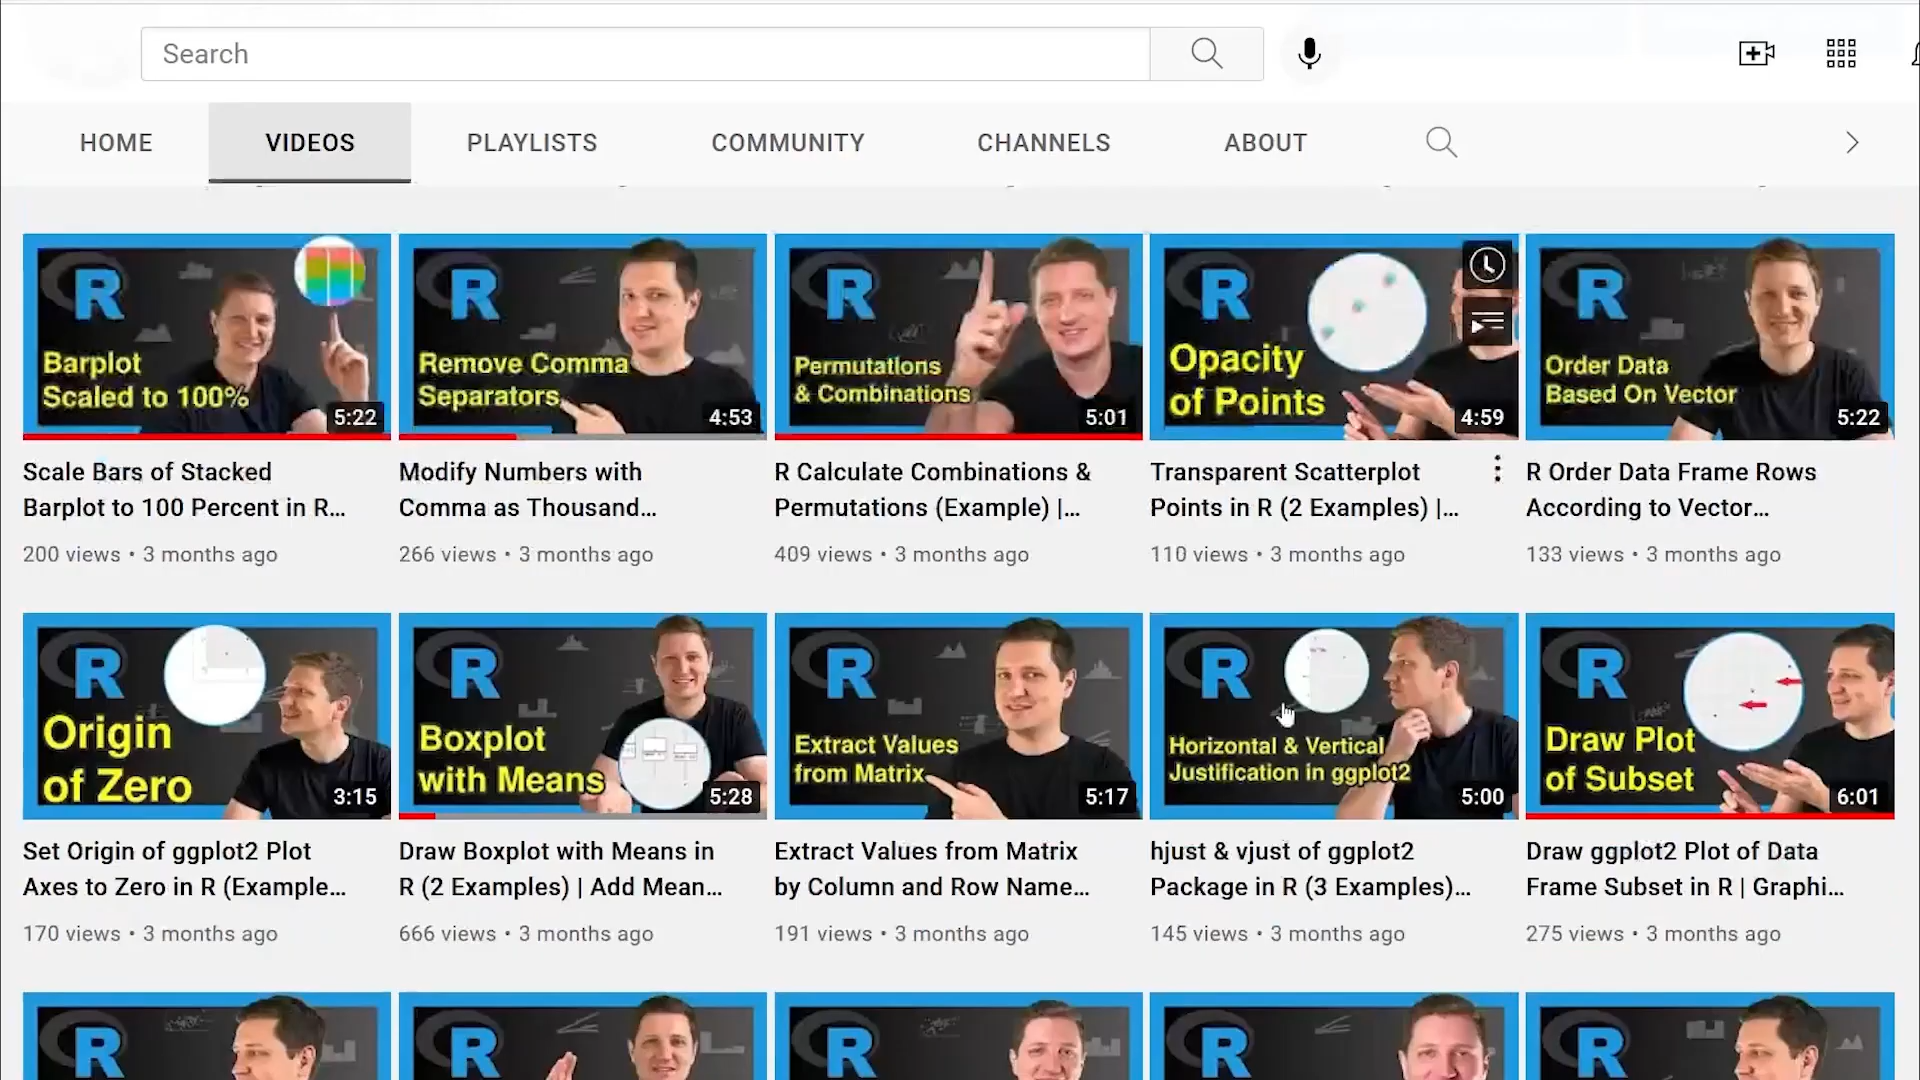 Search
HOME VIDEOS PLAYLISTS COMMUNITY CHANNELS ABOUT
R
Barplot
Scaled to 100%
5:22
R
Remove Comma
Separators
4:53
R
Permutations
& Combinations
5:01
R
Opacity
of Points
4:59
R
Order Data
Based On Vector
5:22
Scale Bars of Stacked
Barplot to 100 Percent in R...
200 views • 3 months ago
Modify Numbers with
Comma as Thousand...
266 views • 3 months ago
R Calculate Combinations &
Permutations (Example) |...
409 views • 3 months ago
Transparent Scatterplot
Points in R (2 Examples) |...
110 views • 3 months ago
R Order Data Frame Rows
According to Vector...
133 views • 3 months ago
R
Origin
of Zero
3:15
R
Boxplot
with Means
5:28
R
Extract Values
from Matrix
5:17
R
Horizontal & Vertical
Justification in ggplot2
5:00
R
Draw Plot
of Subset
6:01
Set Origin of ggplot2 Plot
Axes to Zero in R (Example...
170 views • 3 months ago
Draw Boxplot with Means in
R (2 Examples) | Add Mean...
666 views • 3 months ago
Extract Values from Matrix
by Column and Row Name...
191 views • 3 months ago
hjust & vjust of ggplot2
Package in R (3 Examples)...
145 views • 3 months ago
Draw ggplot2 Plot of Data
Frame Subset in R | Graphi...
275 views • 3 months ago
R
R
R
R
R